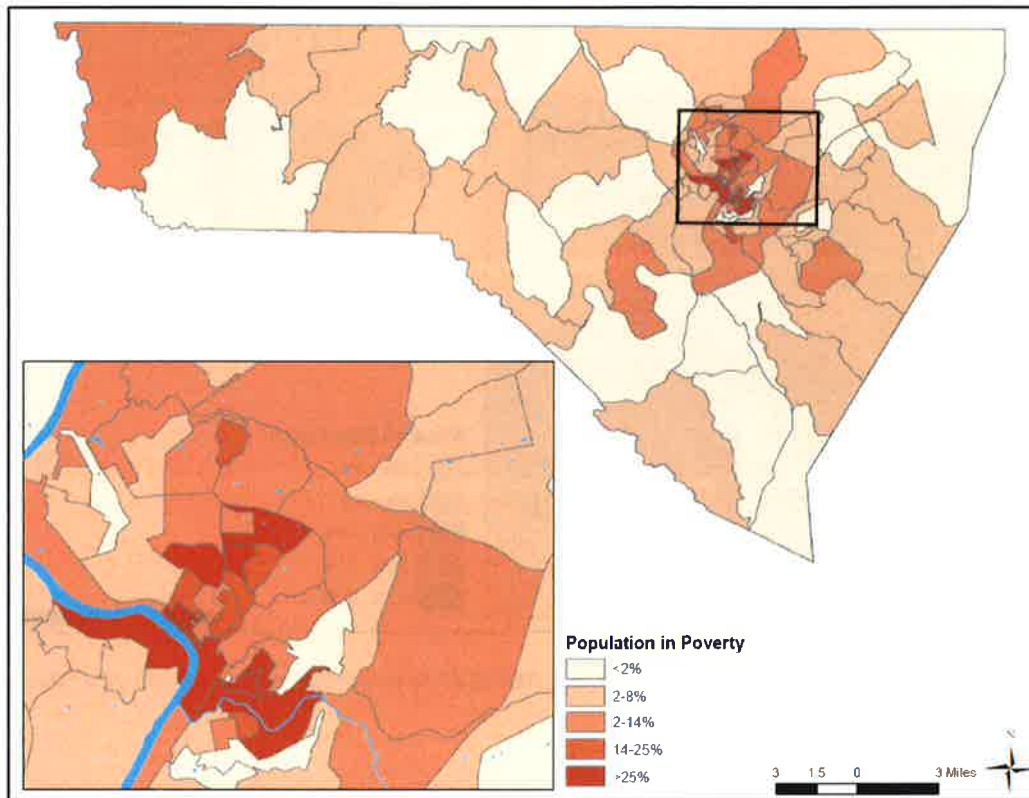 Population in Poverty
<2%
2-8%
2-14%
14-25%
>25%
3 1.5 0 3 Miles
N